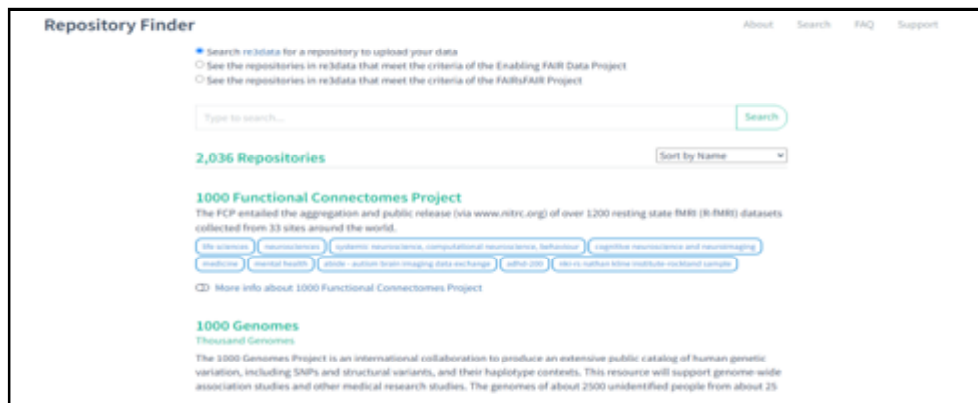 Repository Finder
About Search FAQ Support
Search re3data for a repository to upload your data
See the repositories in re3data that meet the criteria of the Enabling FAIR Data Project
See the repositories in re3data that meet the criteria of the FAIRsFAIR Project
Type to search...
Search
2,036 Repositories
Sort by Name
1000 Functional Connectomes Project
The FCP entailed the aggregation and public release (via www.nitrc.org) of over 1200 resting state fMRI (R-fMRI) datasets
collected from 33 sites around the world.
life sciences neurosciences systemic neuroscience, computational neuroscience, behaviour cognitive neuroscience and neuroimaging
medicine mental health abide - autism brain imaging data exchange adhd-200 nki-rs nathan kline institute-rockland sample
More info about 1000 Functional Connectomes Project
1000 Genomes
Thousand Genomes
The 1000 Genomes Project is an international collaboration to produce an extensive public catalog of human genetic
variation, including SNPs and structural variants, and their haplotype contexts. This resource will support genome-wide
association studies and other medical research studies. The genomes of about 2500 unidentified people from about 25